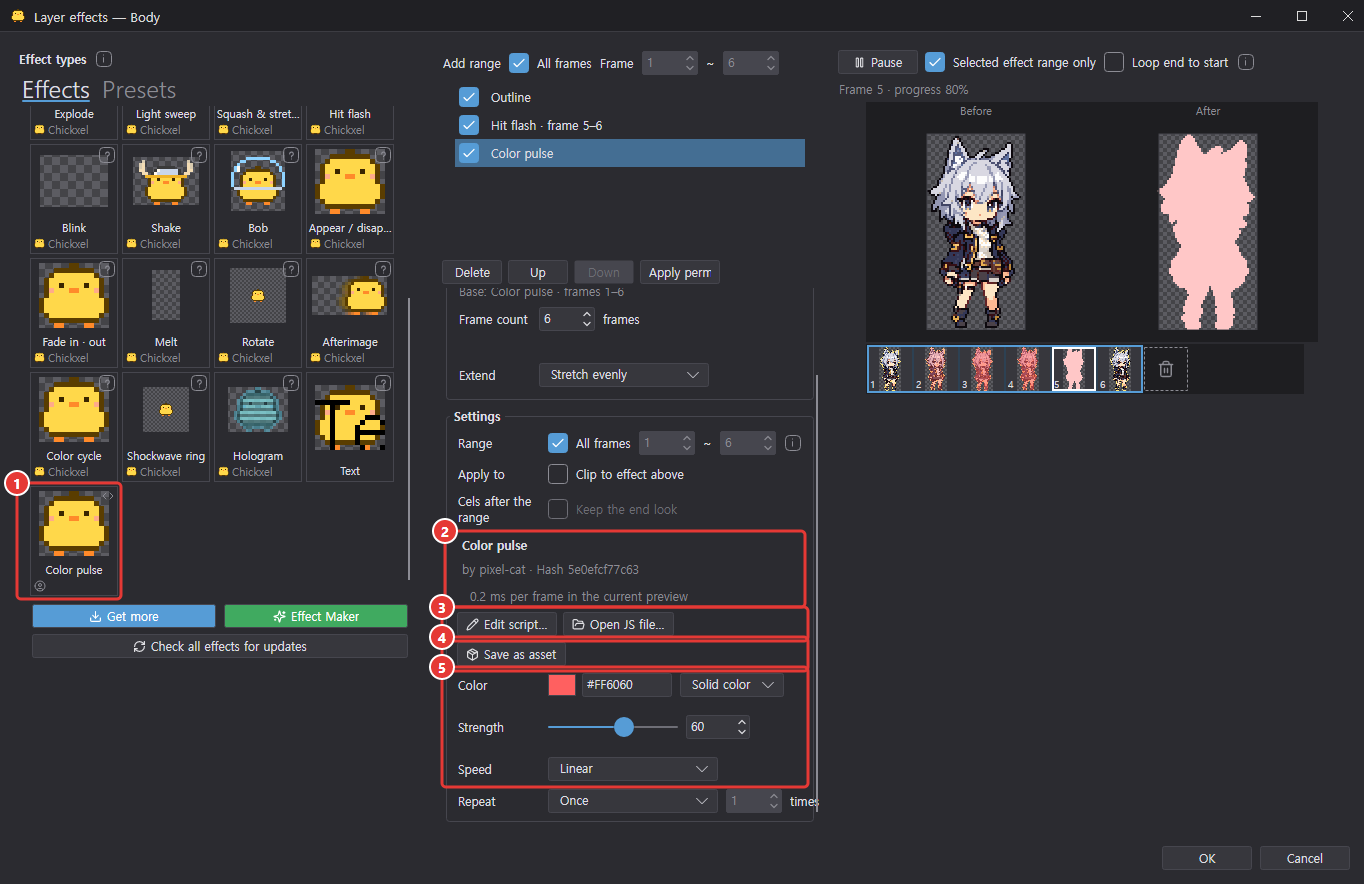 Layer effects — Body
Effect types
Effects Presets
Explode Light sweep Squash & stret... Hit flash
Chickxel Chickxel Chickxel Chickxel
? ? ?
Blink Shake Bob Appear / disap...
Chickxel Chickxel Chickxel Chickxel
? ? ? ?
Fade in · out Melt Rotate Afterimage
Chickxel Chickxel Chickxel Chickxel
? ? ? ?
Color cycle Shockwave ring Hologram Text
Chickxel Chickxel Chickxel
1
Color pulse
Get more Effect Maker
Check all effects for updates
Add range All frames Frame 1 ~ 6
Outline
Hit flash · frame 5–6
Color pulse
Delete Up Down Apply perm
Base: Color pulse · frames 1–6
Frame count 6 frames
Extend Stretch evenly
Settings
Range All frames 1 ~ 6
Apply to Clip to effect above
Cels after the
range Keep the end look
2
Color pulse
by pixel-cat · Hash 5e0efcf77c63
0.2 ms per frame in the current preview
3
Edit script... Open JS file...
4
Save as asset
5
Color #FF6060 Solid color
Strength 60
Speed Linear
Repeat Once 1 times
Pause Selected effect range only Loop end to start
Frame 5 · progress 80%
Before After
1 2 3 4 5 6
OK Cancel